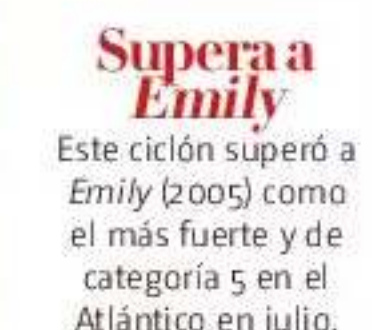 Supera a
Emily
Este ciclón superó a
Emily (2005) como
el más fuerte y de
categoría 5 en el
Atlántico en julio.